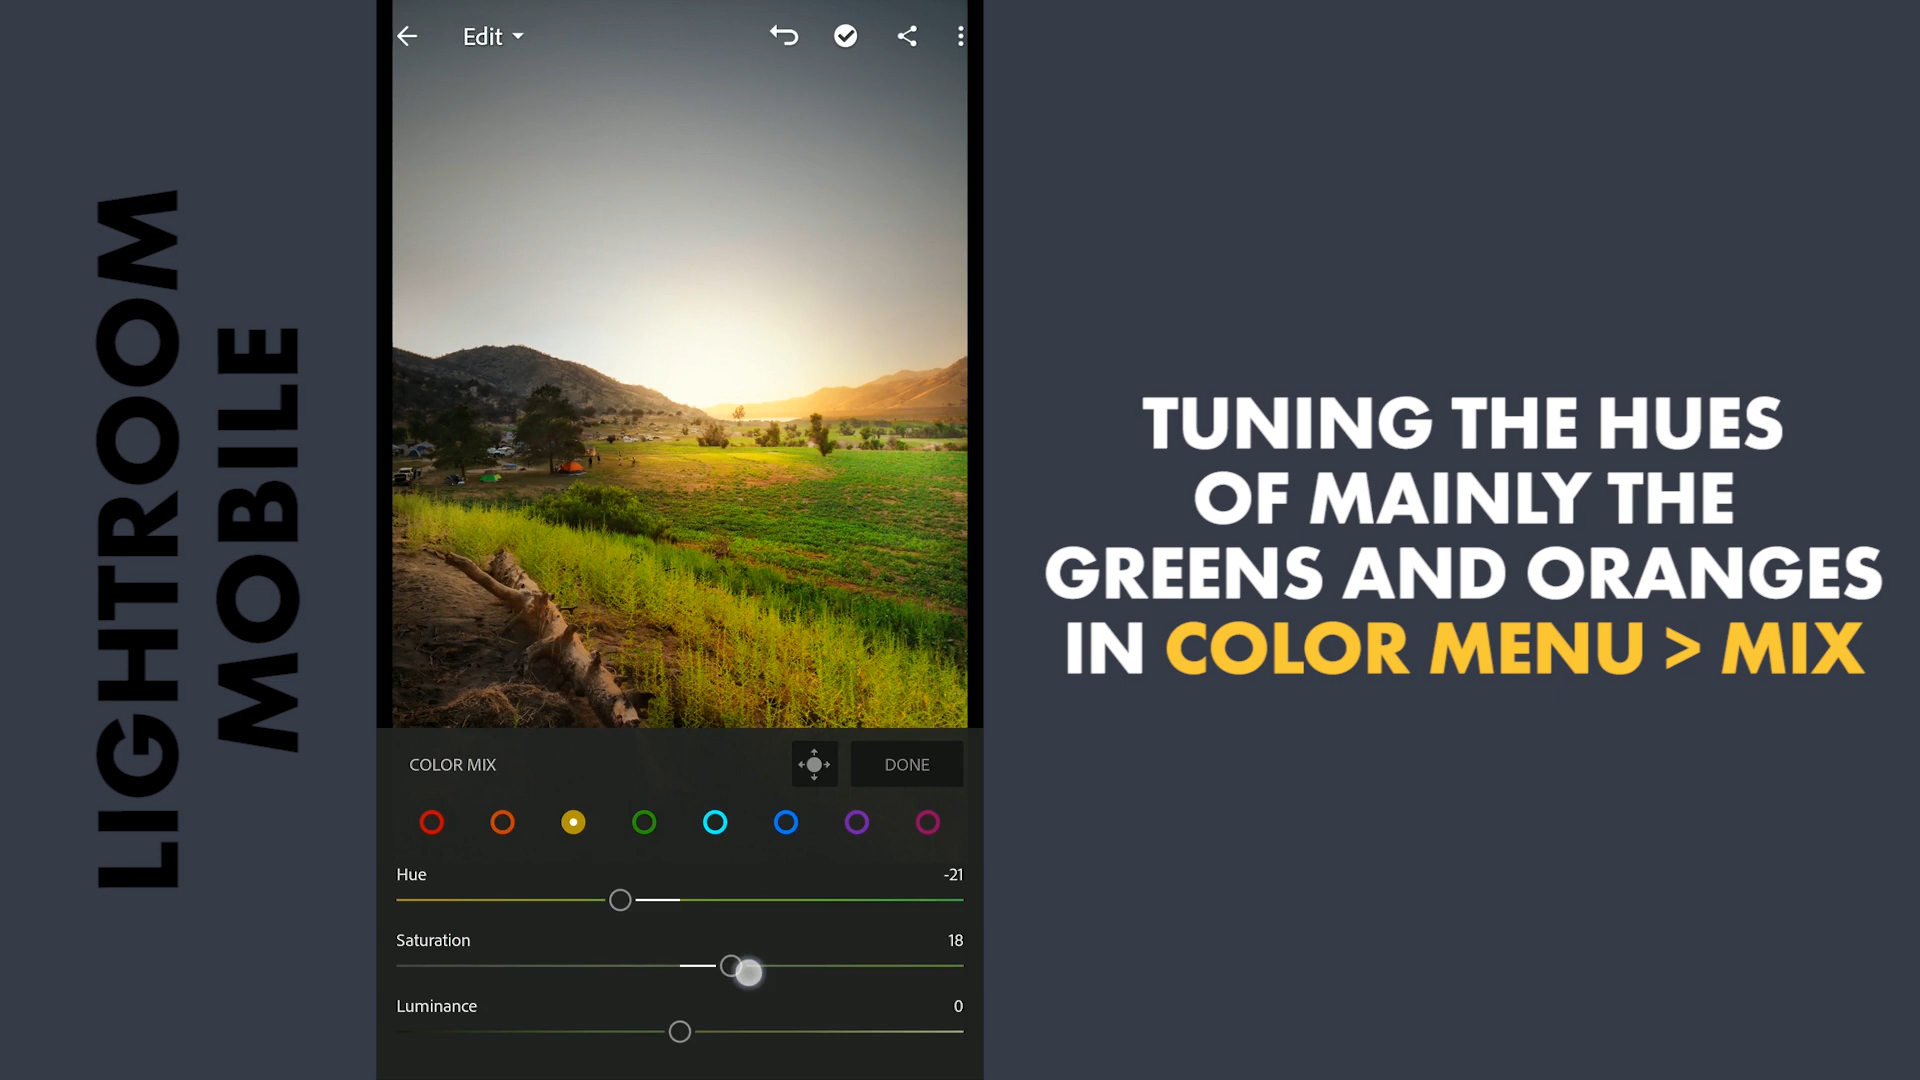 LIGHTROOM
MOBILE
Edit
COLOR MIX
DONE
Hue
-21
Saturation
18
Luminance
0
TUNING THE HUES
OF MAINLY THE
GREENS AND ORANGES
IN COLOR MENU > MIX